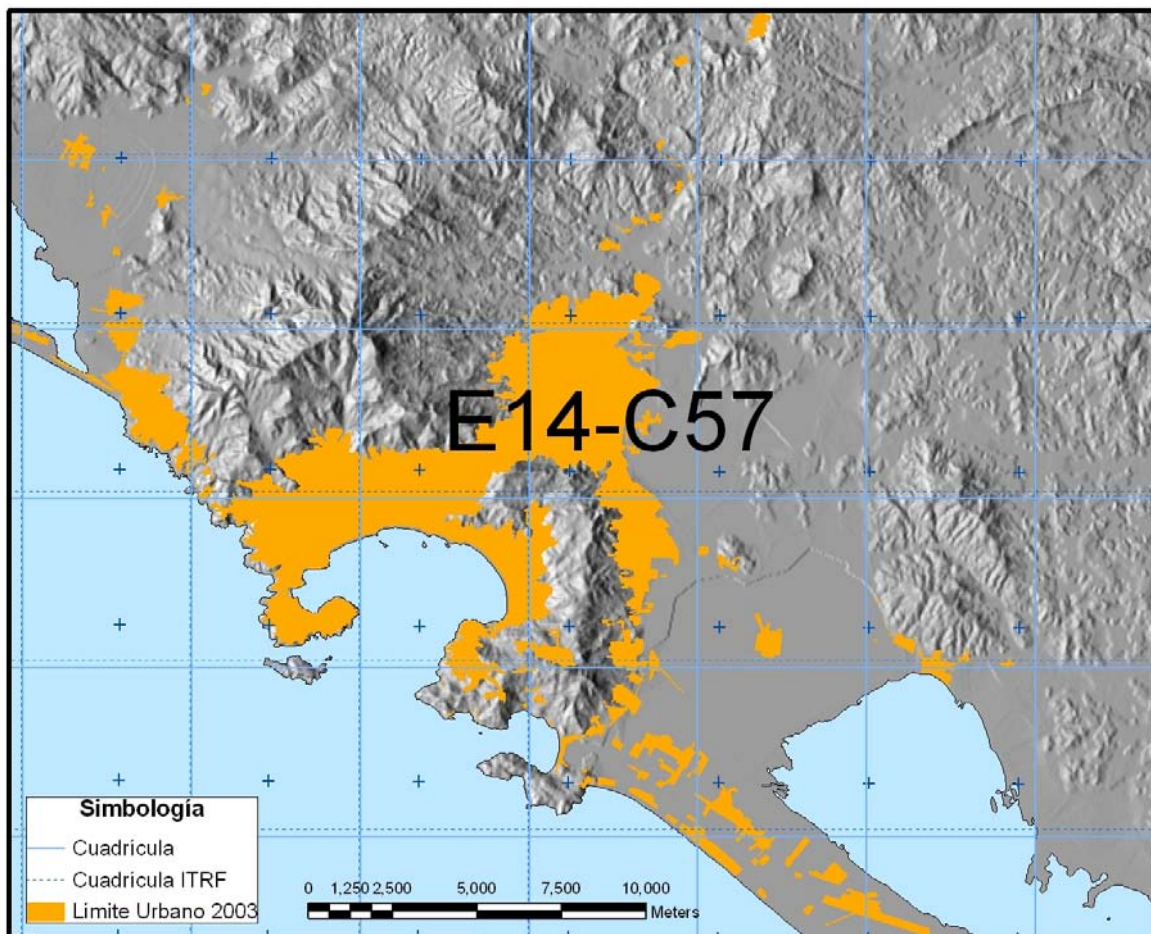 E14-C57
Simbología
Cuadricula
Cuadricula ITRF
Limite Urbano 2003
0 1,250 2,500 5,000 7,500 10,000
Meters